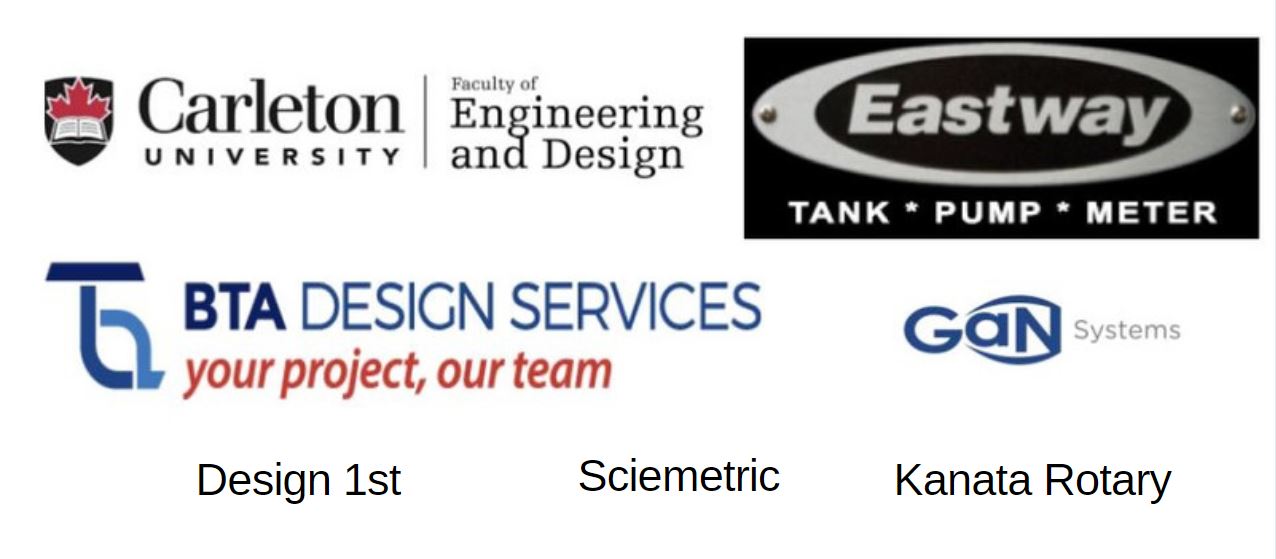 Carleton
UNIVERSITY
Faculty of
Engineering
and Design
Eastway
TANK * PUMP * METER
BTA DESIGN SERVICES
your project, our team
GaN Systems
Design 1st
Sciemetric
Kanata Rotary